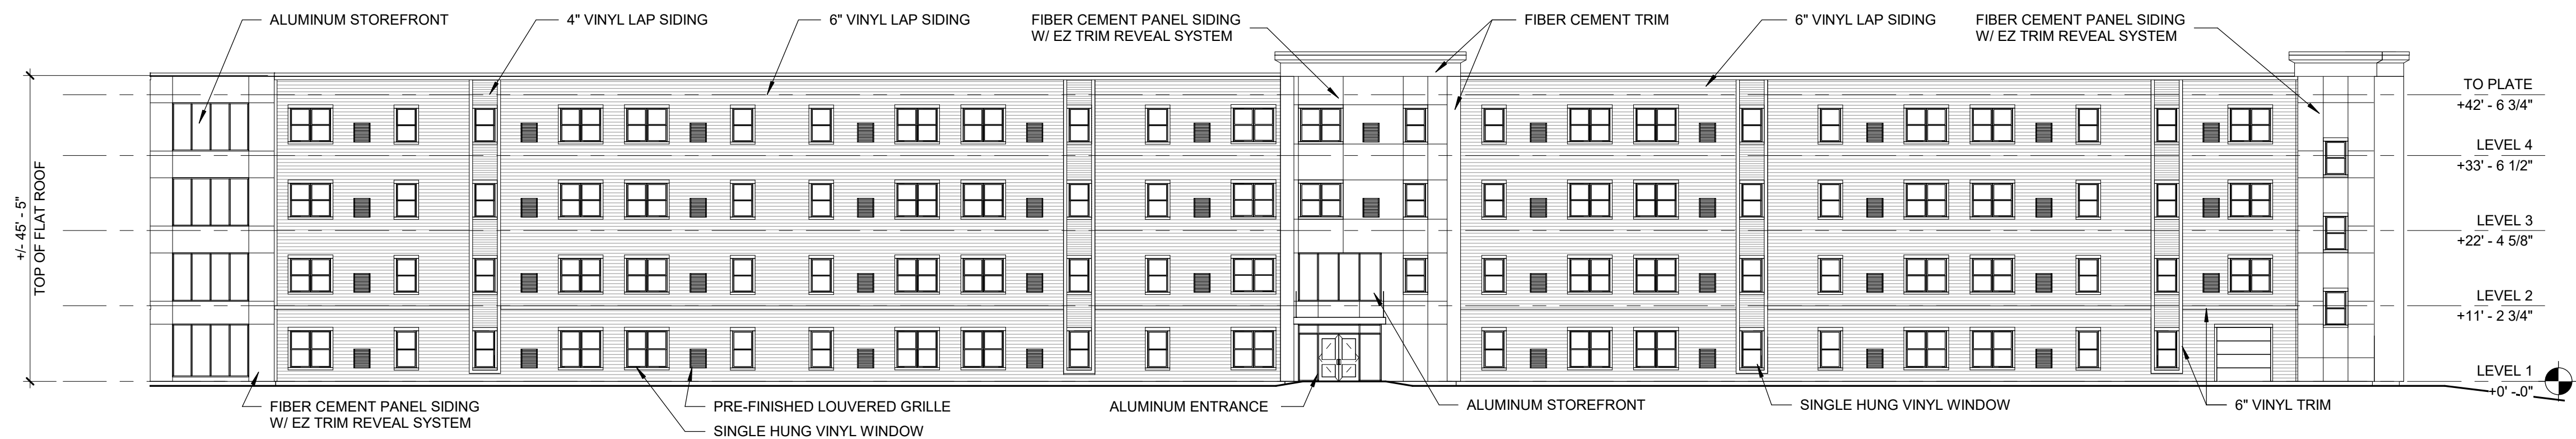 ALUMINUM STOREFRONT
4" VINYL LAP SIDING
6" VINYL LAP SIDING
FIBER CEMENT PANEL SIDING
W/ EZ TRIM REVEAL SYSTEM
FIBER CEMENT TRIM
6" VINYL LAP SIDING
FIBER CEMENT PANEL SIDING
W/ EZ TRIM REVEAL SYSTEM
+/- 45' - 5"
TOP OF FLAT ROOF
TO PLATE
+42' - 6 3/4"
LEVEL 4
+33' - 6 1/2"
LEVEL 3
+22' - 4 5/8"
LEVEL 2
+11' - 2 3/4"
LEVEL 1
+0' - 0"
FIBER CEMENT PANEL SIDING
W/ EZ TRIM REVEAL SYSTEM
PRE-FINISHED LOUVERED GRILLE
SINGLE HUNG VINYL WINDOW
ALUMINUM ENTRANCE
ALUMINUM STOREFRONT
SINGLE HUNG VINYL WINDOW
6" VINYL TRIM